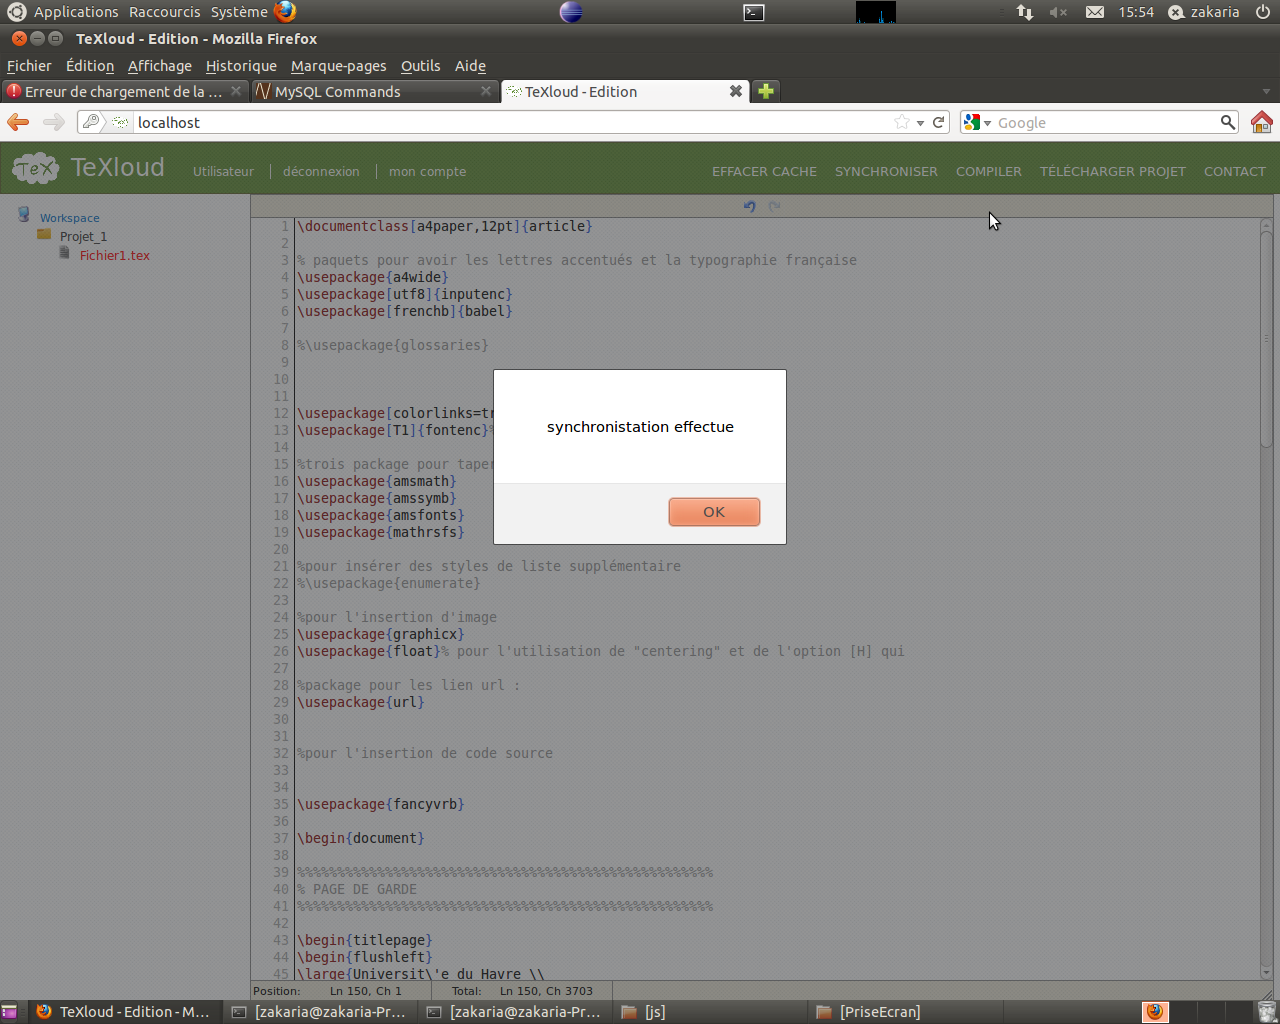 Applications Raccourcis Système 15:54 zakaria
TeXloud - Edition - Mozilla Firefox
Fichier Édition Affichage Historique Marque-pages Outils Aide
Erreur de chargement de la ... MySQL Commands TeXloud - Edition
localhost Google
TeX TeXloud Utilisateur déconnexion mon compte EFFACER CACHE SYNCHRONISER COMPILER TÉLÉCHARGER PROJET CONTACT
Workspace
Projet_1
Fichier1.tex
1 \documentclass[a4paper,12pt]{article}
2
3 % paquets pour avoir les lettres accentués et la typographie française
4 \usepackage{a4wide}
5 \usepackage[utf8]{inputenc}
6 \usepackage[frenchb]{babel}
7
8 %\usepackage{glossaries}
9
10
11
12 \usepackage[colorlinks=tr
13 \usepackage[T1]{fontenc}%
14
15 %trois package pour taper
16 \usepackage{amsmath}
17 \usepackage{amssymb}
18 \usepackage{amsfonts}
19 \usepackage{mathrsfs}
20
21 %pour insérer des styles de liste supplémentaire
22 %\usepackage{enumerate}
23
24 %pour l'insertion d'image
25 \usepackage{graphicx}
26 \usepackage{float}% pour l'utilisation de "centering" et de l'option [H] qui
27
28 %package pour les lien url :
29 \usepackage{url}
30
31
32 %pour l'insertion de code source
33
34
35 \usepackage{fancyvrb}
36
37 \begin{document}
38
39 %%%%%%%%%%%%%%%%%%%%%%%%%%%%%%%%%%%%%%%%%%%%%%%%%%%%
40 % PAGE DE GARDE
41 %%%%%%%%%%%%%%%%%%%%%%%%%%%%%%%%%%%%%%%%%%%%%%%%%%%%
42
43 \begin{titlepage}
44 \begin{flushleft}
45 \large{Universit\'e du Havre \\
synchronistation effectue
OK
Position: Ln 150, Ch 1 Total: Ln 150, Ch 3703
TeXloud - Edition - M... [zakaria@zakaria-Pr... [zakaria@zakaria-Pr... [js] [PriseEcran]